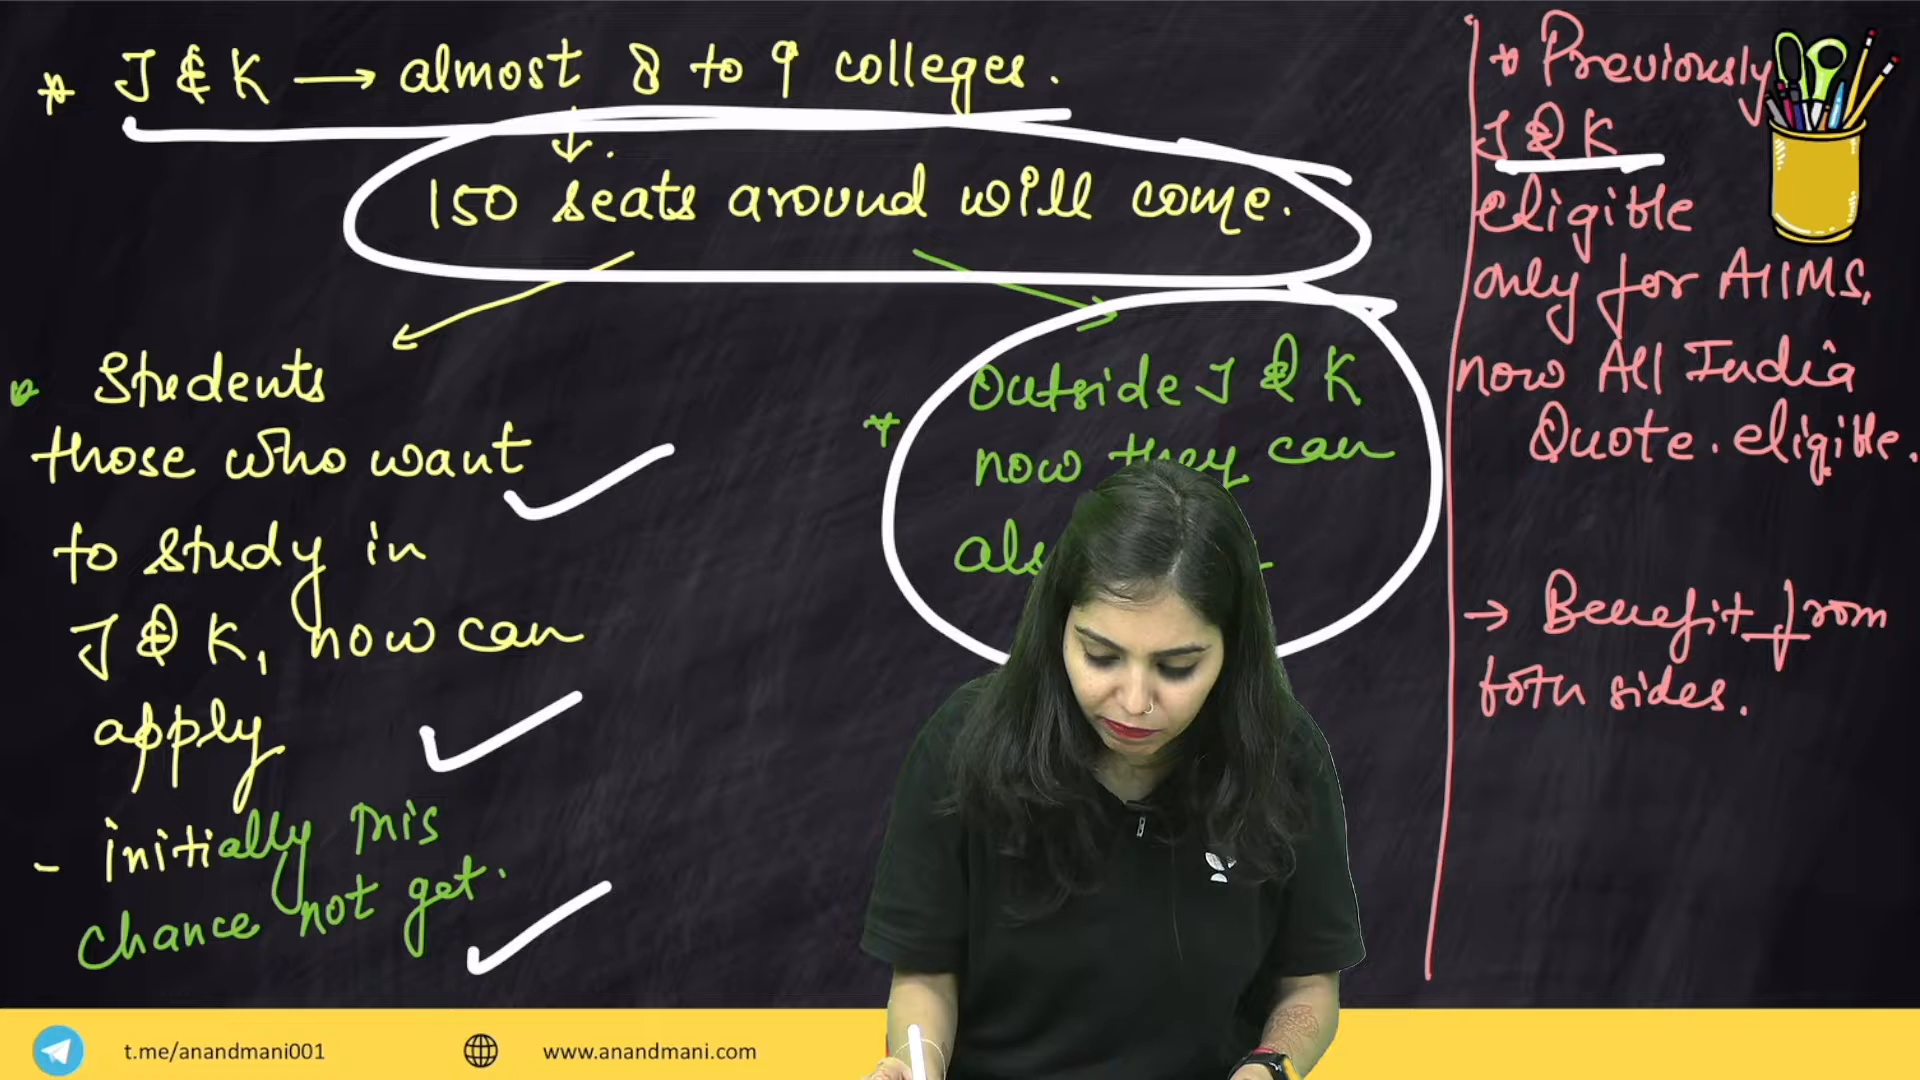 * J & K → almost 8 to 9 colleges.
↓
150 seats around will come.
Students
those who want
to study in
J & K, now can
apply
- initially this
chance not get.
* Outside J & K
now they can
* Previously
J & K
eligible
only for AIIMS,
now All India
Quote. eligible.
→ Benefit from
both sides.
t.me/anandmani001
www.anandmani.com